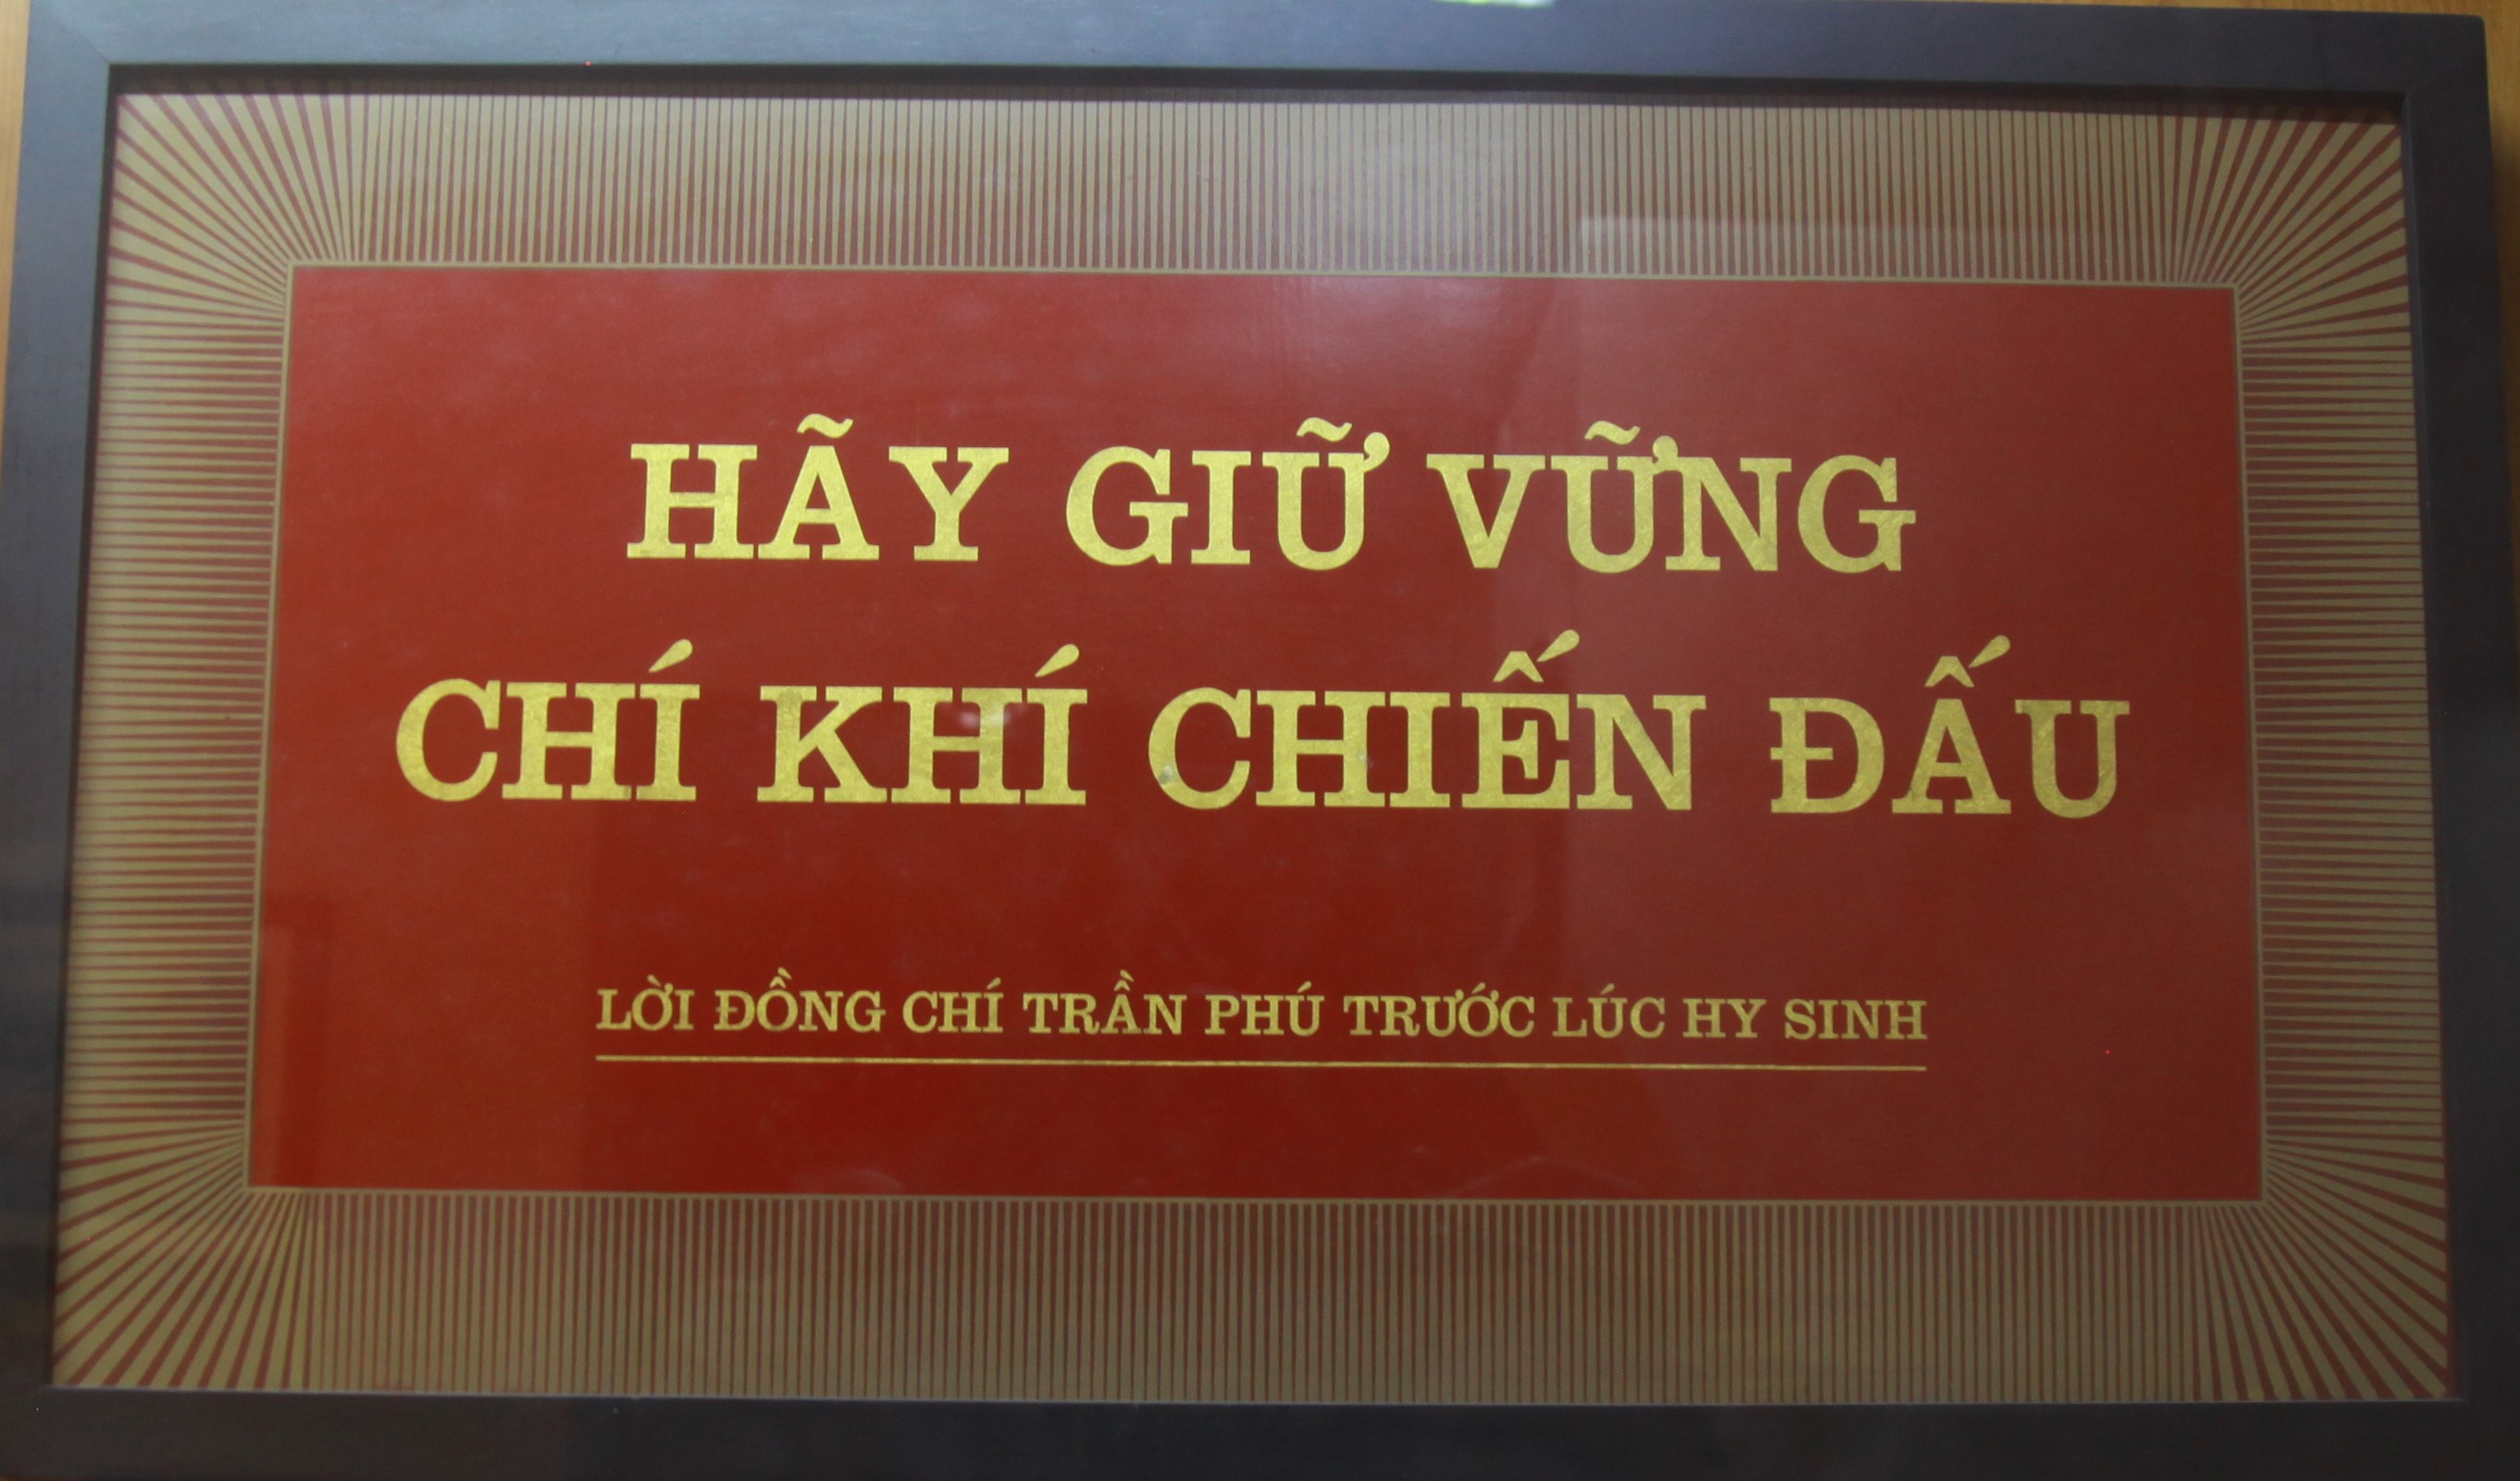 HÃY GIỮ VỮNG
CHÍ KHÍ CHIẾN ĐẤU
LỜI ĐỒNG CHÍ TRẦN PHÚ TRƯỚC LÚC HY SINH